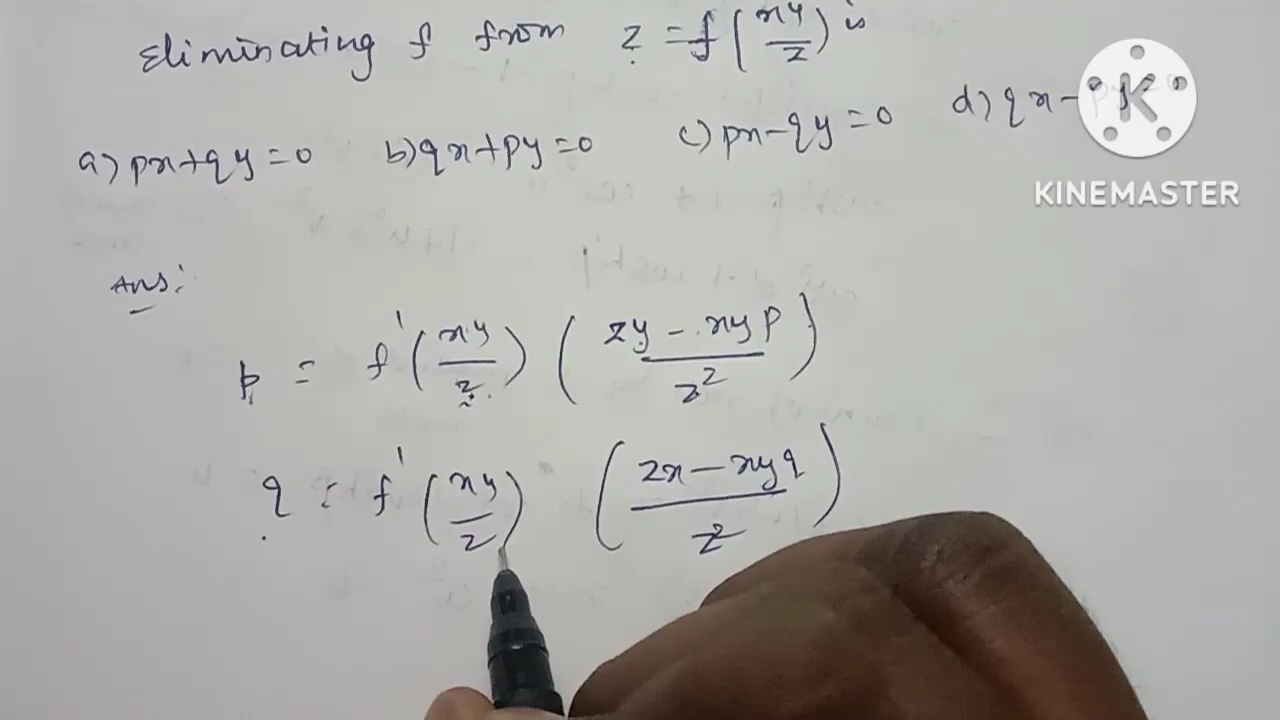 Eliminating f from z = f(xy/z) is
a) px+qy=0 b) qx+py=0 c) px-qy=0 d) qx-
K
KINEMASTER
Ans:
p = f'(xy/z) (zy - xyp/z²)
q = f'(xy/z) (zx - xyq/z)